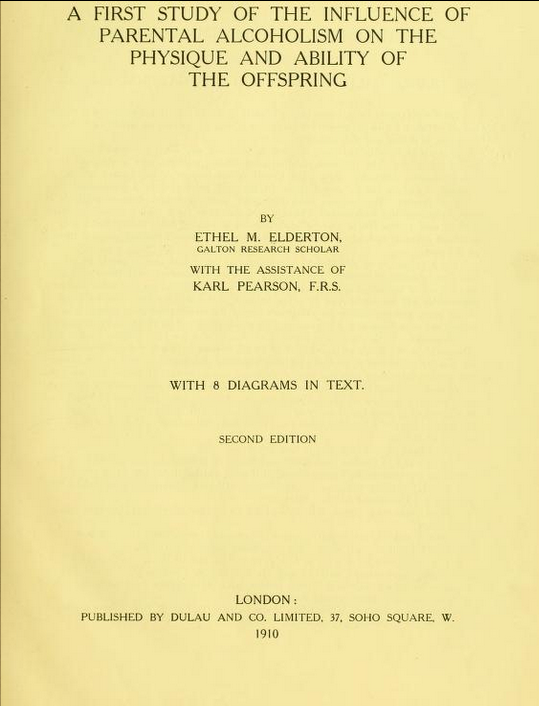 A FIRST STUDY OF THE INFLUENCE OF
PARENTAL ALCOHOLISM ON THE
PHYSIQUE AND ABILITY OF
THE OFFSPRING
BY
ETHEL M. ELDERTON,
GALTON RESEARCH SCHOLAR
WITH THE ASSISTANCE OF
KARL PEARSON, F.R.S.
WITH 8 DIAGRAMS IN TEXT.
SECOND EDITION
LONDON:
PUBLISHED BY DULAU AND CO. LIMITED, 37, SOHO SQUARE, W.
1910